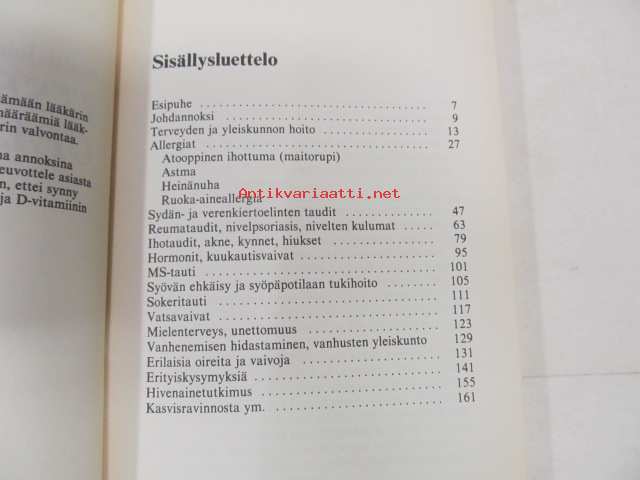 tämään lääkärin
määräämiä lääk-
rin valvontaa.
na annoksina
euvottele asiasta
n, ettei synny
ja D-vitamiinin
Sisällysluettelo
Esipuhe 7
Johdannoksi 9
Terveyden ja yleiskunnon hoito 13
Allergiat 27
Atooppinen ihottuma (maitorupi)
Astma
Heinänuha
Ruoka-aineallergia
Antikvariaatti.net
Sydän- ja verenkiertoelinten taudit 47
Reumataudit, nivelpsoriasis, nivelten kulumat 63
Ihotaudit, akne, kynnet, hiukset 79
Hormonit, kuukautisvaivat 95
MS-tauti 101
Syövän ehkäisy ja syöpäpotilaan tukihoito 105
Sokeritauti 111
Vatsavaivat 117
Mielenterveys, unettomuus 123
Vanhenemisen hidastaminen, vanhusten yleiskunto 129
Erilaisia oireita ja vaivoja 131
Erityiskysymyksiä 141
Hivenainetutkimus 155
Kasvisravinnosta ym. 161